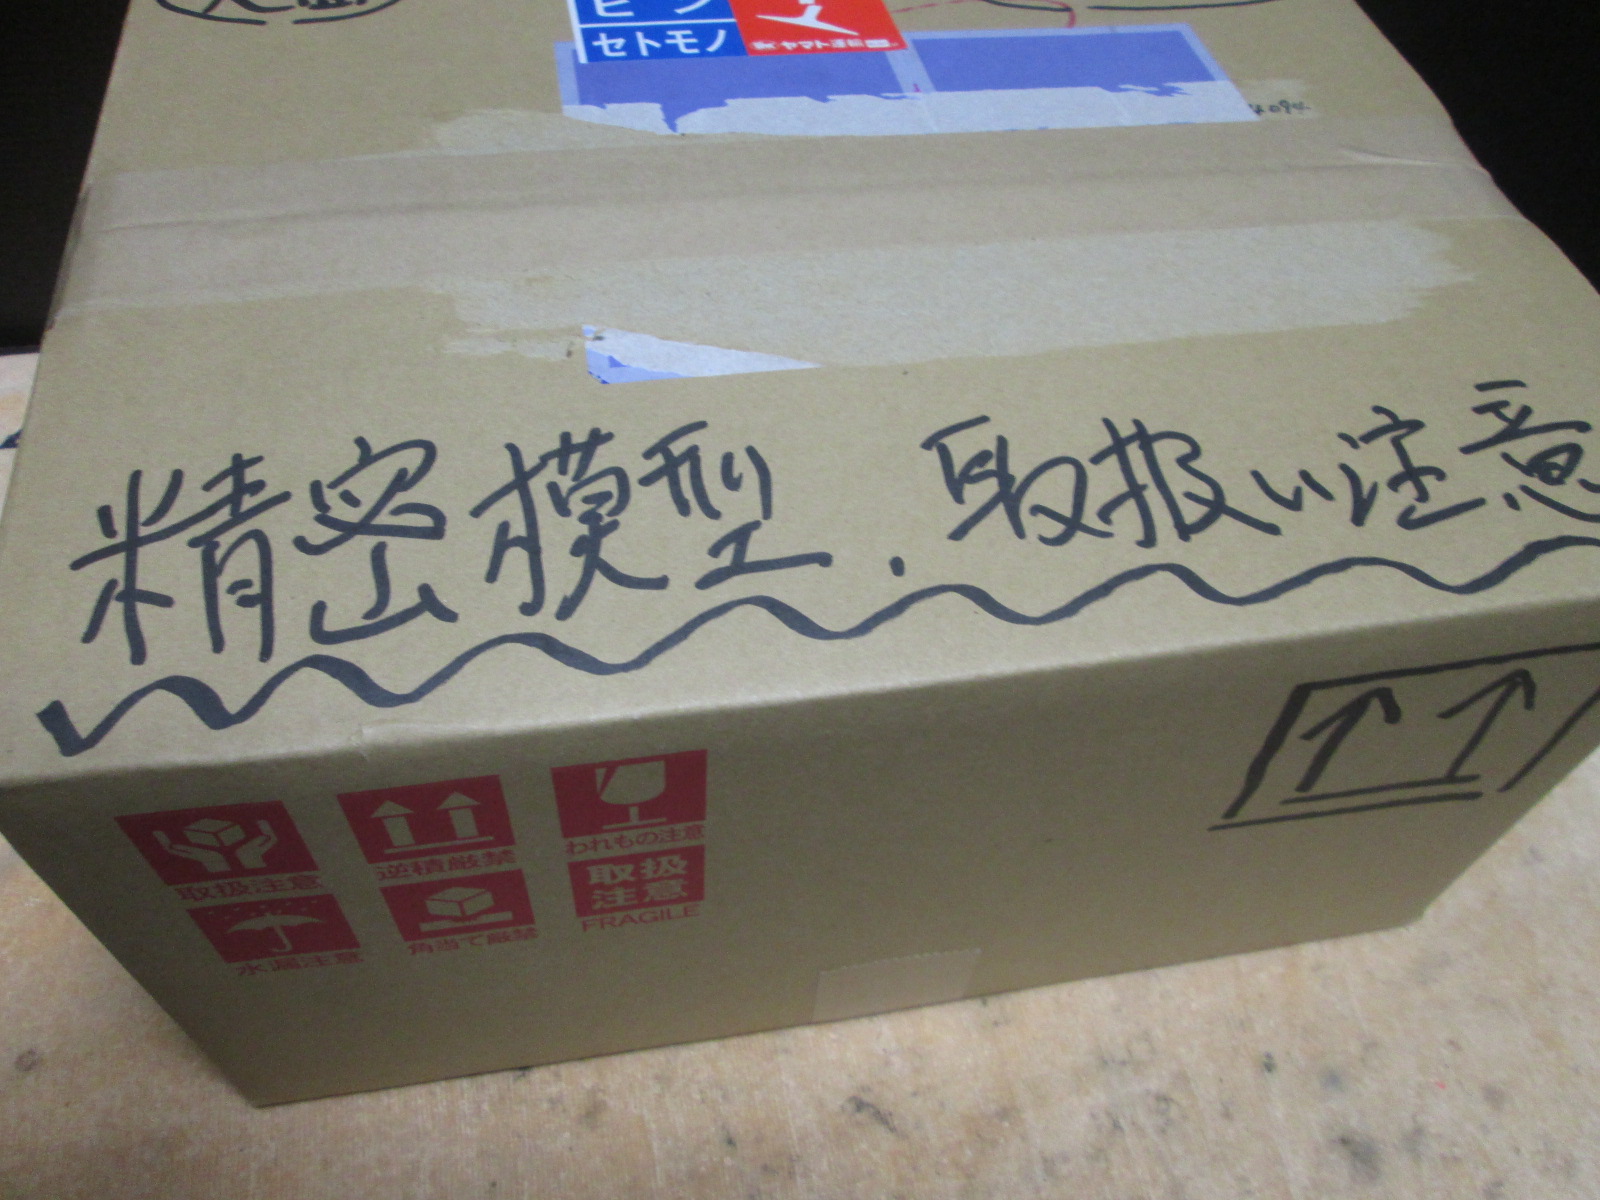 ビン
セトモノ
ヤマト運輸
精密模型.取扱い注意
取扱注意
逆積厳禁
われもの注意
水漏注意
角当て厳禁
取扱
注意
FRAGILE